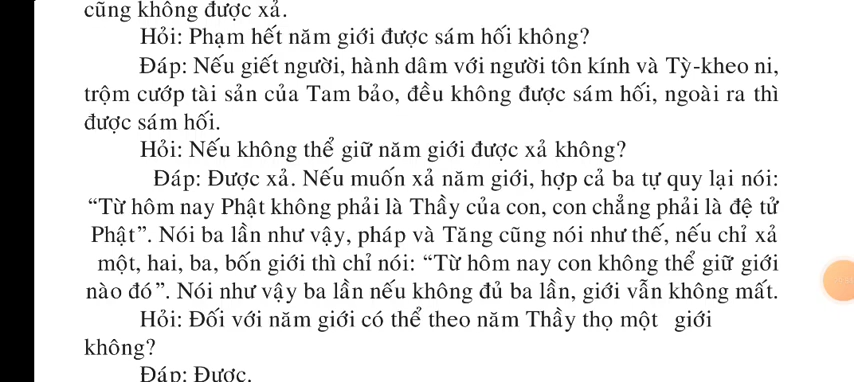 cũng không được xả.
Hỏi: Phạm hết năm giới được sám hối không?
Đáp: Nếu giết người, hành dâm với người tôn kính và Tỳ-kheo ni,
trộm cướp tài sản của Tam bảo, đều không được sám hối, ngoài ra thì
được sám hối.
Hỏi: Nếu không thể giữ năm giới được xả không?
Đáp: Được xả. Nếu muốn xả năm giới, hợp cả ba tự quy lại nói:
“Từ hôm nay Phật không phải là Thầy của con, con chẳng phải là đệ tử
Phật”. Nói ba lần như vậy, pháp và Tăng cũng nói như thế, nếu chỉ xả
một, hai, ba, bốn giới thì chỉ nói: “Từ hôm nay con không thể giữ giới
nào đó”. Nói như vậy ba lần nếu không đủ ba lần, giới vẫn không mất.
Hỏi: Đối với năm giới có thể theo năm Thầy thọ một giới
không?
Đáp: Được.